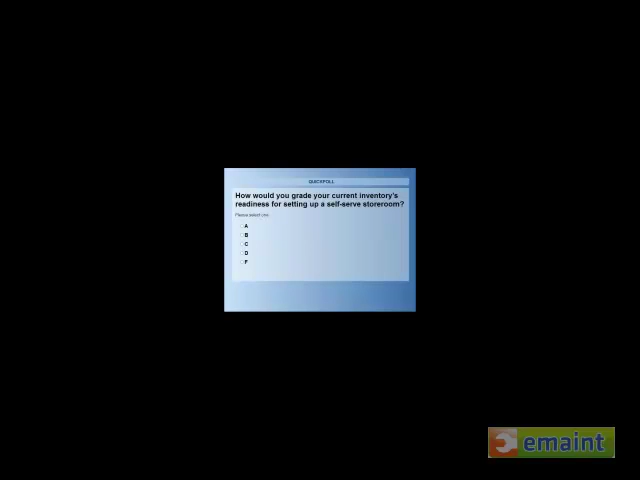 QUICKPOLL
How would you grade your current inventory's
readiness for setting up a self-serve storeroom?
Please select one
A
B
C
D
F
emaint